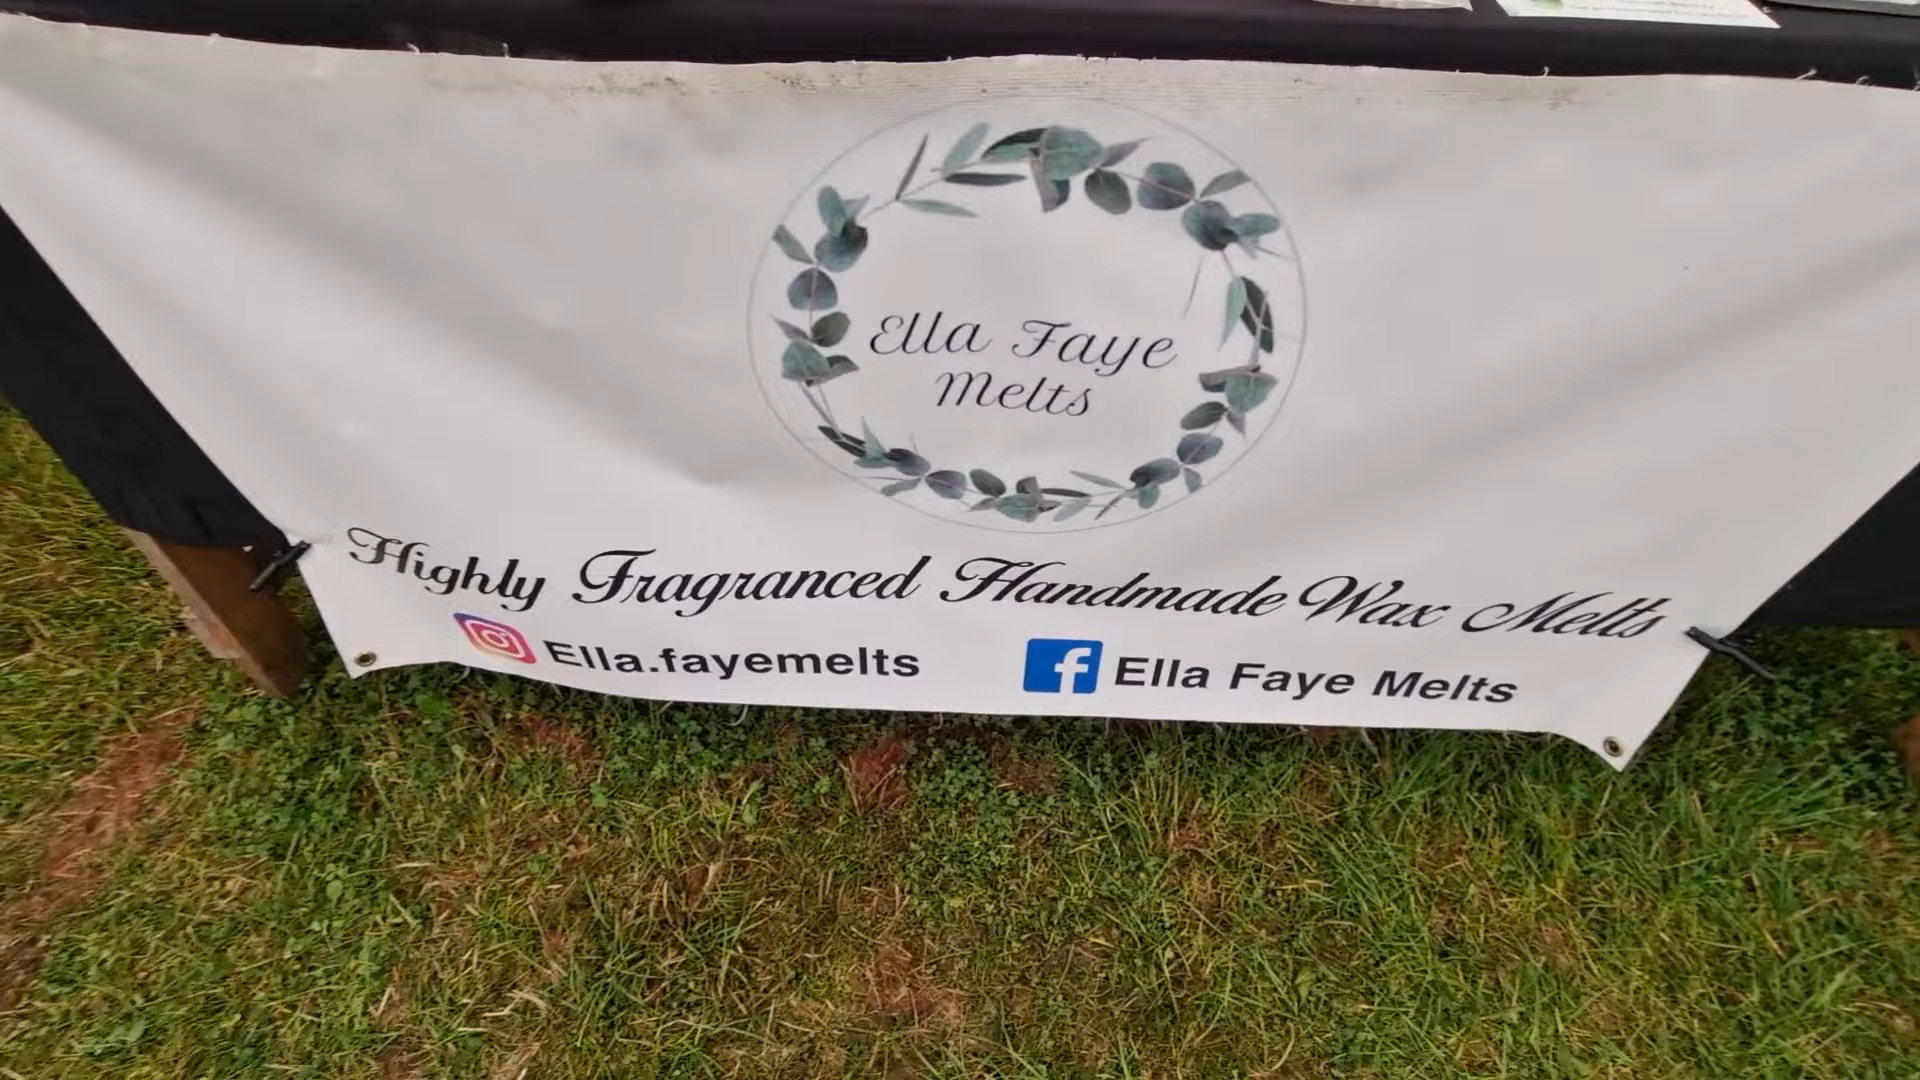 Ella Faye
Melts
Highly Fragranced Handmade Wax Melts
Ella.fayemelts
Ella Faye Melts